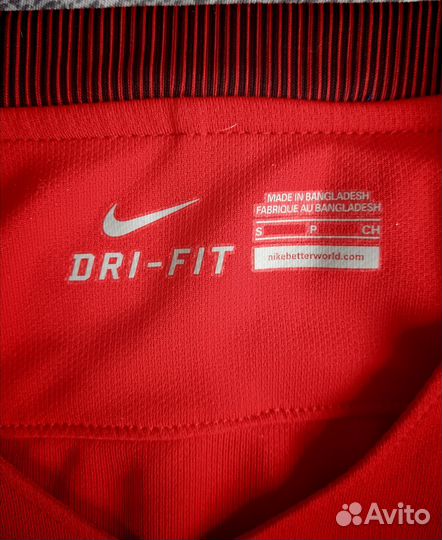 DRI-FIT
MADE IN BANGLADESH
FABRIQUE AU BANGLADESH
S P CH
nikebetterworld.com
Avito